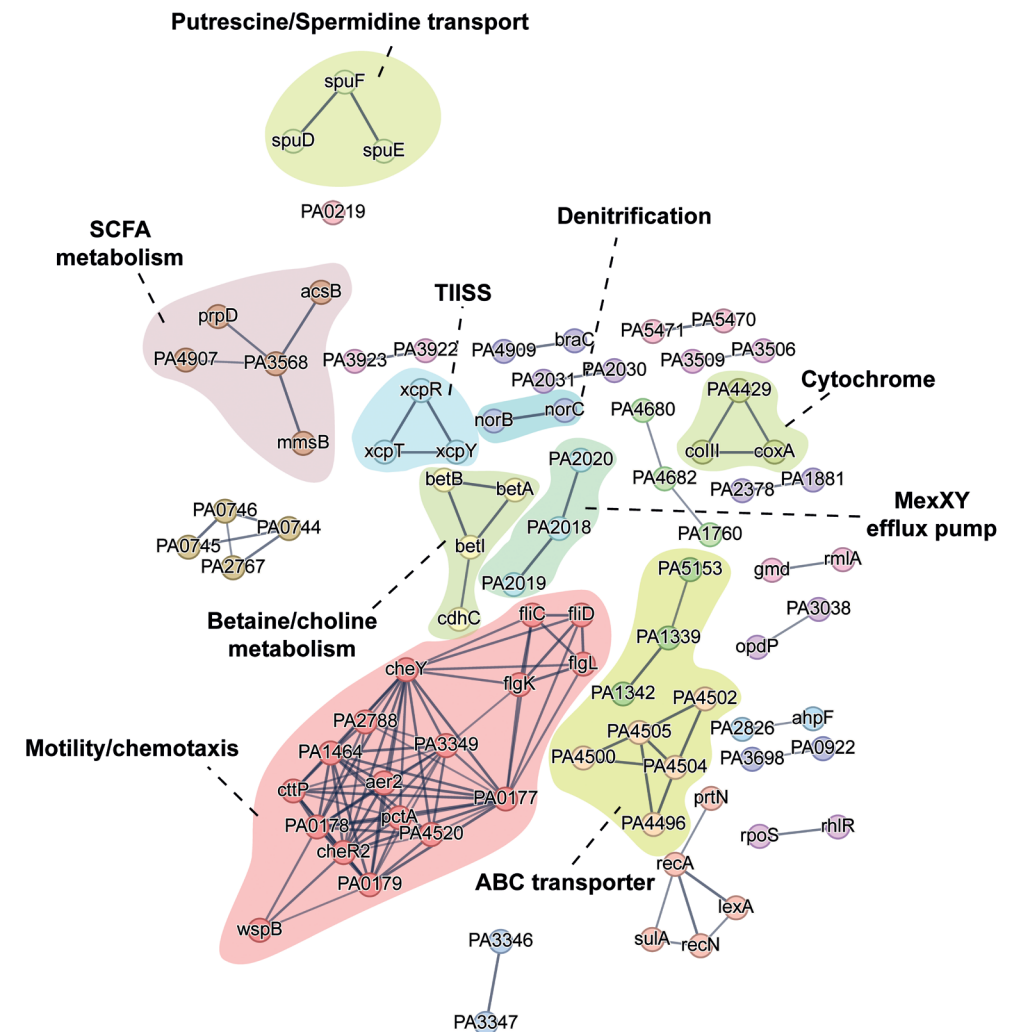 Putrescine/Spermidine transport
spuF
spuD
spuE
PA0219
SCFA
metabolism
Denitrification
TIISS
acsB
prpD
PA4907
PA3568
mmsB
PA3923
PA3922
PA4909
braC
PA5471
PA5470
PA3509
PA3506
PA2031
PA2030
xcpR
xcpT
xcpY
norB
norC
Cytochrome
PA4429
coIII
coxA
PA4680
PA4682
PA1760
PA2378
PA1881
MexXY
efflux pump
PA2020
PA2018
PA2019
betB
betA
betI
cdhC
Betaine/choline
metabolism
PA0746
PA0744
PA0745
PA2767
gmd
rmlA
PA3038
opdP
PA5153
PA1339
PA1342
PA4502
PA4505
PA4500
PA4504
PA4496
ABC transporter
PA2826
ahpF
PA3698
PA0922
prtN
rpoS
rhlR
recA
lexA
sulA
recN
Motility/chemotaxis
fliC
fliD
flgL
flgK
cheY
PA2788
PA1464
PA3349
aer2
cttP
PA0177
pctA
PA0178
PA4520
cheR2
PA0179
wspB
PA3346
PA3347